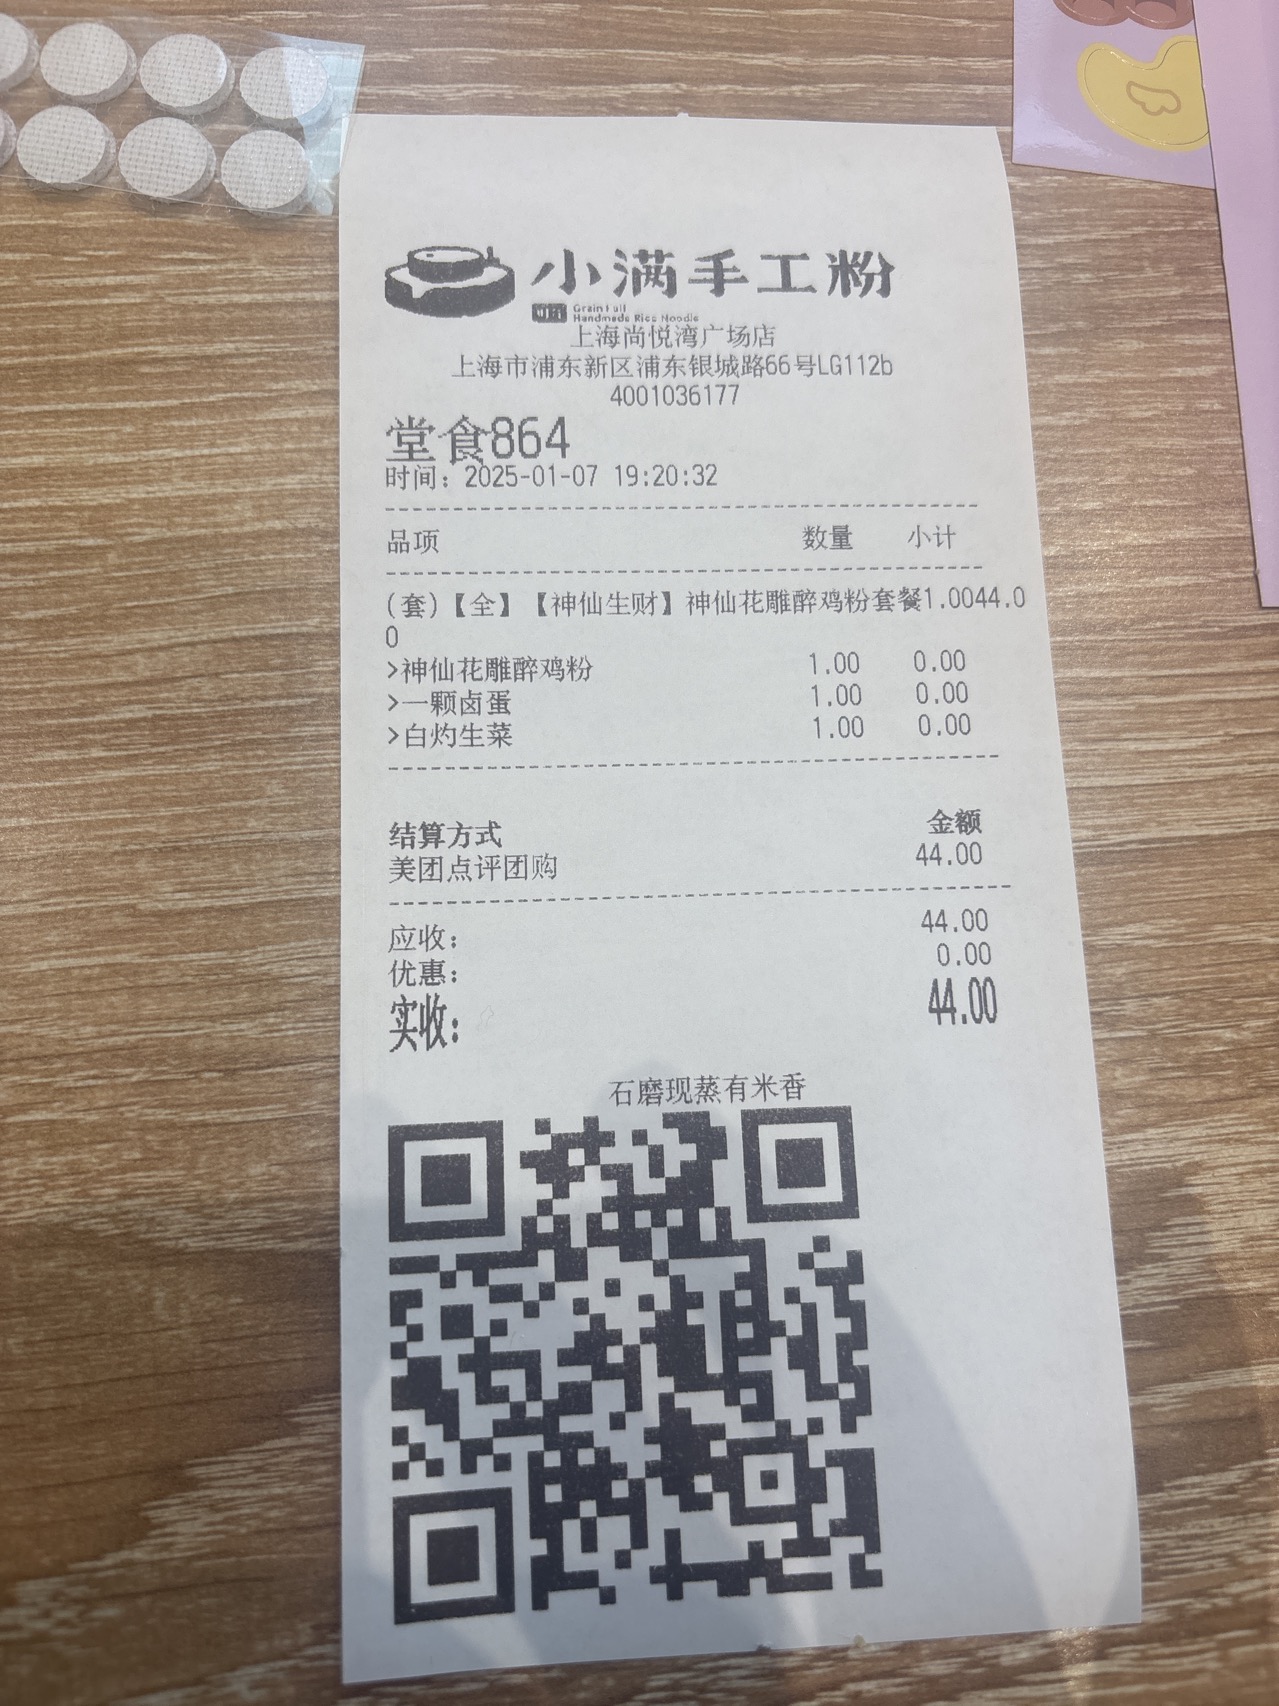 小满手工粉
Grain Full
Handmade Rice Noodle
上海尚悦湾广场店
上海市浦东新区浦东银城路66号LG112b
4001036177
堂食864
时间：2025-01-07 19:20:32
品项 数量 小计
(套)【全】【神仙生财】神仙花雕醉鸡粉套餐1.0044.0
0
>神仙花雕醉鸡粉 1.00 0.00
>一颗卤蛋 1.00 0.00
>白灼生菜 1.00 0.00
结算方式 金额
美团点评团购 44.00
应收： 44.00
优惠： 0.00
实收： 44.00
石磨现蒸有米香